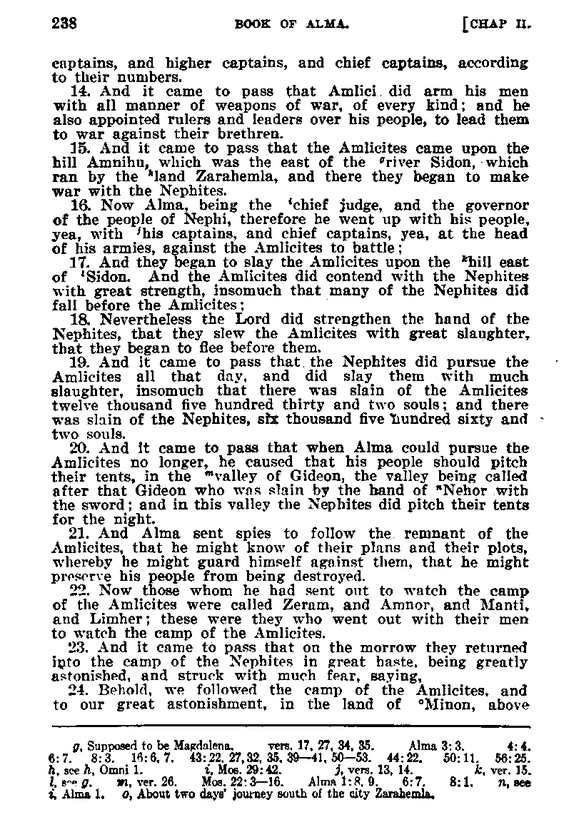 238 BOOK OF ALMA. [CHAP II.
captains, and higher captains, and chief captains, according
to their numbers.
14. And it came to pass that Amlici did arm his men
with all manner of weapons of war, of every kind; and he
also appointed rulers and leaders over his people, to lead them
to war against their brethren.
15. And it came to pass that the Amlicites came upon the
hill Amnihu, which was the east of the ᵍriver Sidon, which
ran by the ʰland Zarahemla, and there they began to make
war with the Nephites.
16. Now Alma, being the ⁱchief judge, and the governor
of the people of Nephi, therefore he went up with his people,
yea, with ʲhis captains, and chief captains, yea, at the head
of his armies, against the Amlicites to battle;
17. And they began to slay the Amlicites upon the ᵏhill east
of ˡSidon. And the Amlicites did contend with the Nephites
with great strength, insomuch that many of the Nephites did
fall before the Amlicites;
18. Nevertheless the Lord did strengthen the hand of the
Nephites, that they slew the Amlicites with great slaughter,
that they began to flee before them.
19. And it came to pass that the Nephites did pursue the
Amlicites all that day, and did slay them with much
slaughter, insomuch that there was slain of the Amlicites
twelve thousand five hundred thirty and two souls; and there
was slain of the Nephites, six thousand five hundred sixty and
two souls.
20. And it came to pass that when Alma could pursue the
Amlicites no longer, he caused that his people should pitch
their tents, in the ᵐvalley of Gideon, the valley being called
after that Gideon who was slain by the hand of ⁿNehor with
the sword; and in this valley the Nephites did pitch their tents
for the night.
21. And Alma sent spies to follow the remnant of the
Amlicites, that he might know of their plans and their plots,
whereby he might guard himself against them, that he might
preserve his people from being destroyed.
22. Now those whom he had sent out to watch the camp
of the Amlicites were called Zeram, and Amnor, and Manti,
and Limher; these were they who went out with their men
to watch the camp of the Amlicites.
23. And it came to pass that on the morrow they returned
into the camp of the Nephites in great haste, being greatly
astonished, and struck with much fear, saying,
24. Behold, we followed the camp of the Amlicites, and
to our great astonishment, in the land of ᵒMinon, above
g, Supposed to be Magdalena. vers. 17, 27, 34, 35. Alma 3: 3. 4: 4.
6: 7. 8: 3. 16: 6, 7. 43: 22, 27, 32, 35, 39—41, 50—53. 44: 22. 50: 11. 56: 25.
h, see h, Omni 1. i, Mos. 29: 42. j, vers. 13, 14. k, ver. 15.
l, see g. m, ver. 26. Mos. 22: 3—16. Alma 1: 8, 9. 6: 7. 8: 1. n, see
i, Alma 1. o, About two days' journey south of the city Zarahemla.